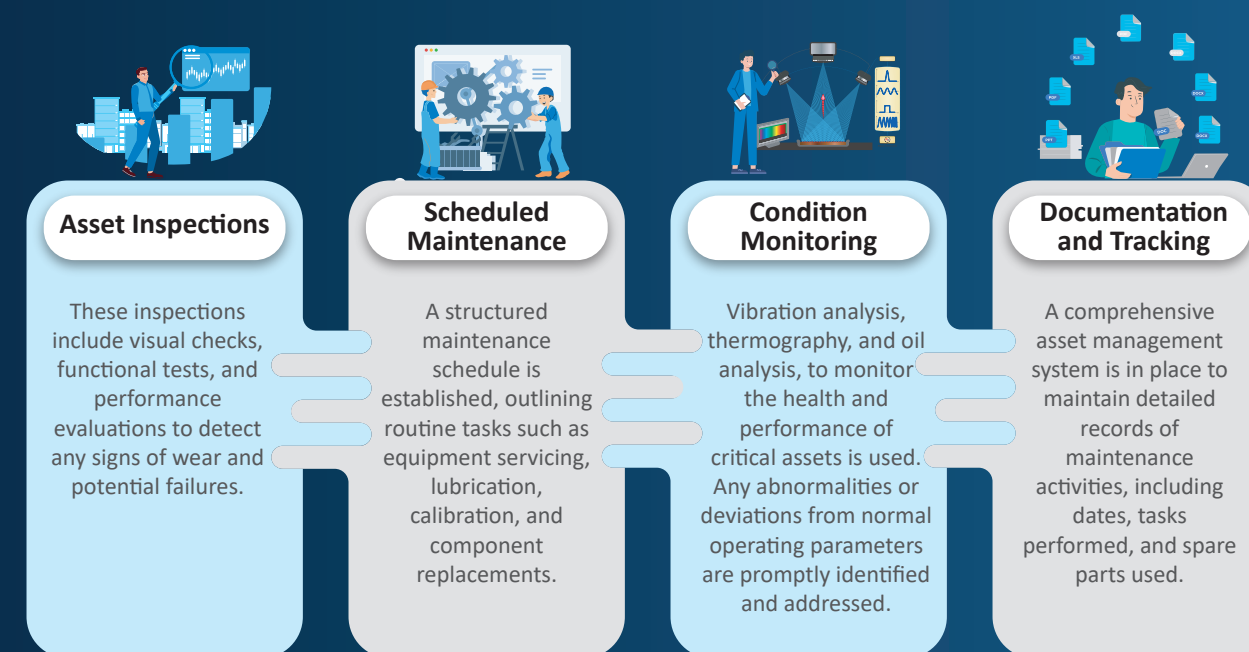 Asset Inspections
These inspections
include visual checks,
functional tests, and
performance
evaluations to detect
any signs of wear and
potential failures.
Scheduled
Maintenance
A structured
maintenance
schedule is
established, outlining
routine tasks such as
equipment servicing,
lubrication,
calibration, and
component
replacements.
Condition
Monitoring
Vibration analysis,
thermography, and oil
analysis, to monitor
the health and
performance of
critical assets is used.
Any abnormalities or
deviations from normal
operating parameters
are promptly identified
and addressed.
Documentation
and Tracking
A comprehensive
asset management
system is in place to
maintain detailed
records of
maintenance
activities, including
dates, tasks
performed, and spare
parts used.